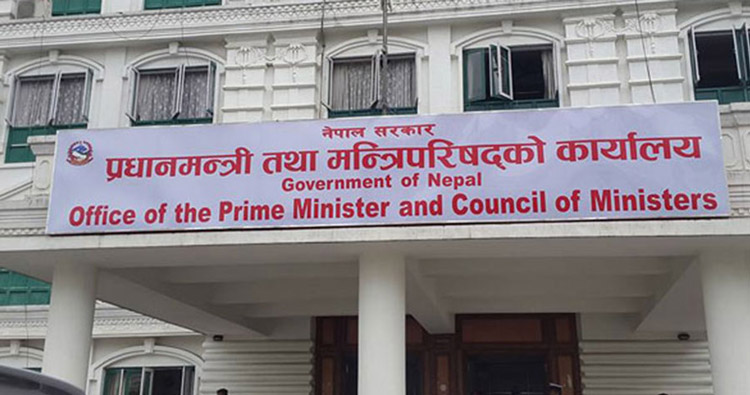 नेपाल सरकार
प्रधानमन्त्री तथा मन्त्रिपरिषद्को कार्यालय
Government of Nepal
Office of the Prime Minister and Council of Ministers